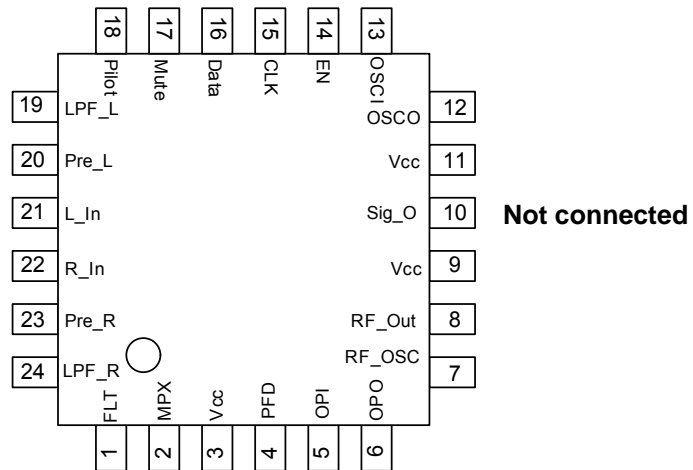 18 17 16 15 14 13
Pilot Mute Data CLK EN OSCI
19 LPF_L OSCO 12
20 Pre_L Vcc 11
21 L_In Sig_O 10 Not connected
22 R_In Vcc 9
23 Pre_R RF_Out 8
24 LPF_R RF_OSC 7
FLT MPX Vcc PFD OPI OPO
1 2 3 4 5 6